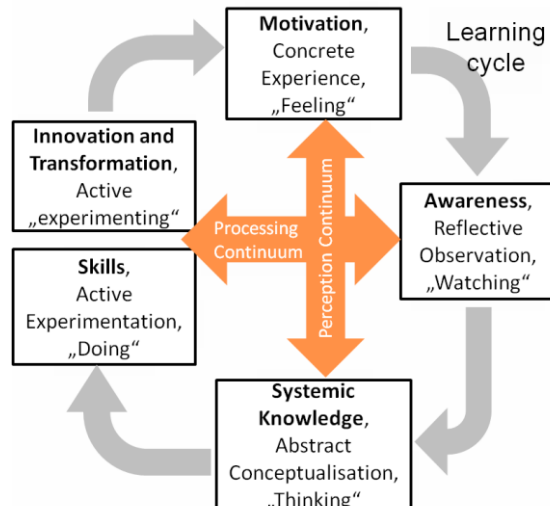 Motivation,
Concrete
Experience,
„Feeling“
Learning
cycle
Innovation and
Transformation,
Active
„experimenting“
Processing
Continuum
Perception Continuum
Awareness,
Reflective
Observation,
„Watching“
Skills,
Active
Experimentation,
„Doing“
Systemic
Knowledge,
Abstract
Conceptualisation,
„Thinking“